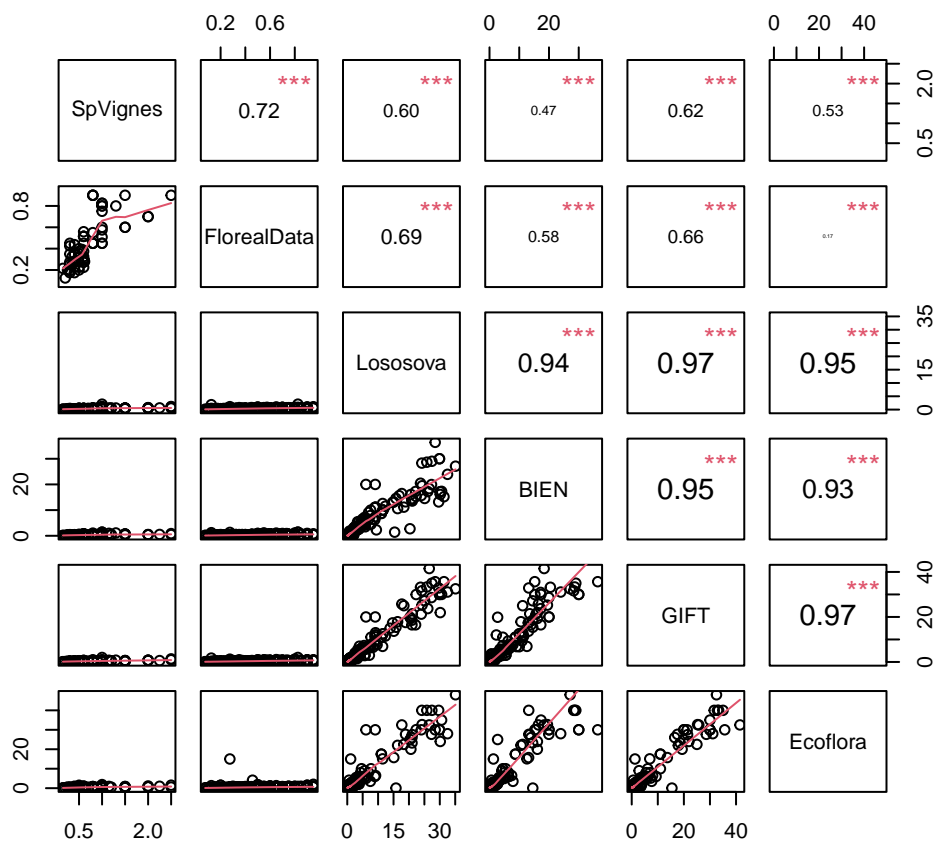 0.2 0.6
0 20
0 20 40
SpVignes
0.72 ***
0.60 ***
0.47 ***
0.62 ***
0.53 ***
0.5 2.0
0.2 0.8
FlorealData
0.69 ***
0.58 ***
0.66 ***
0.17 ***
Lososova
0.94 ***
0.97 ***
0.95 ***
0 15 35
0 20
BIEN
0.95 ***
0.93 ***
GIFT
0.97 ***
0 20 40
0 20
Ecoflora
0.5 2.0
0 15 30
0 20 40